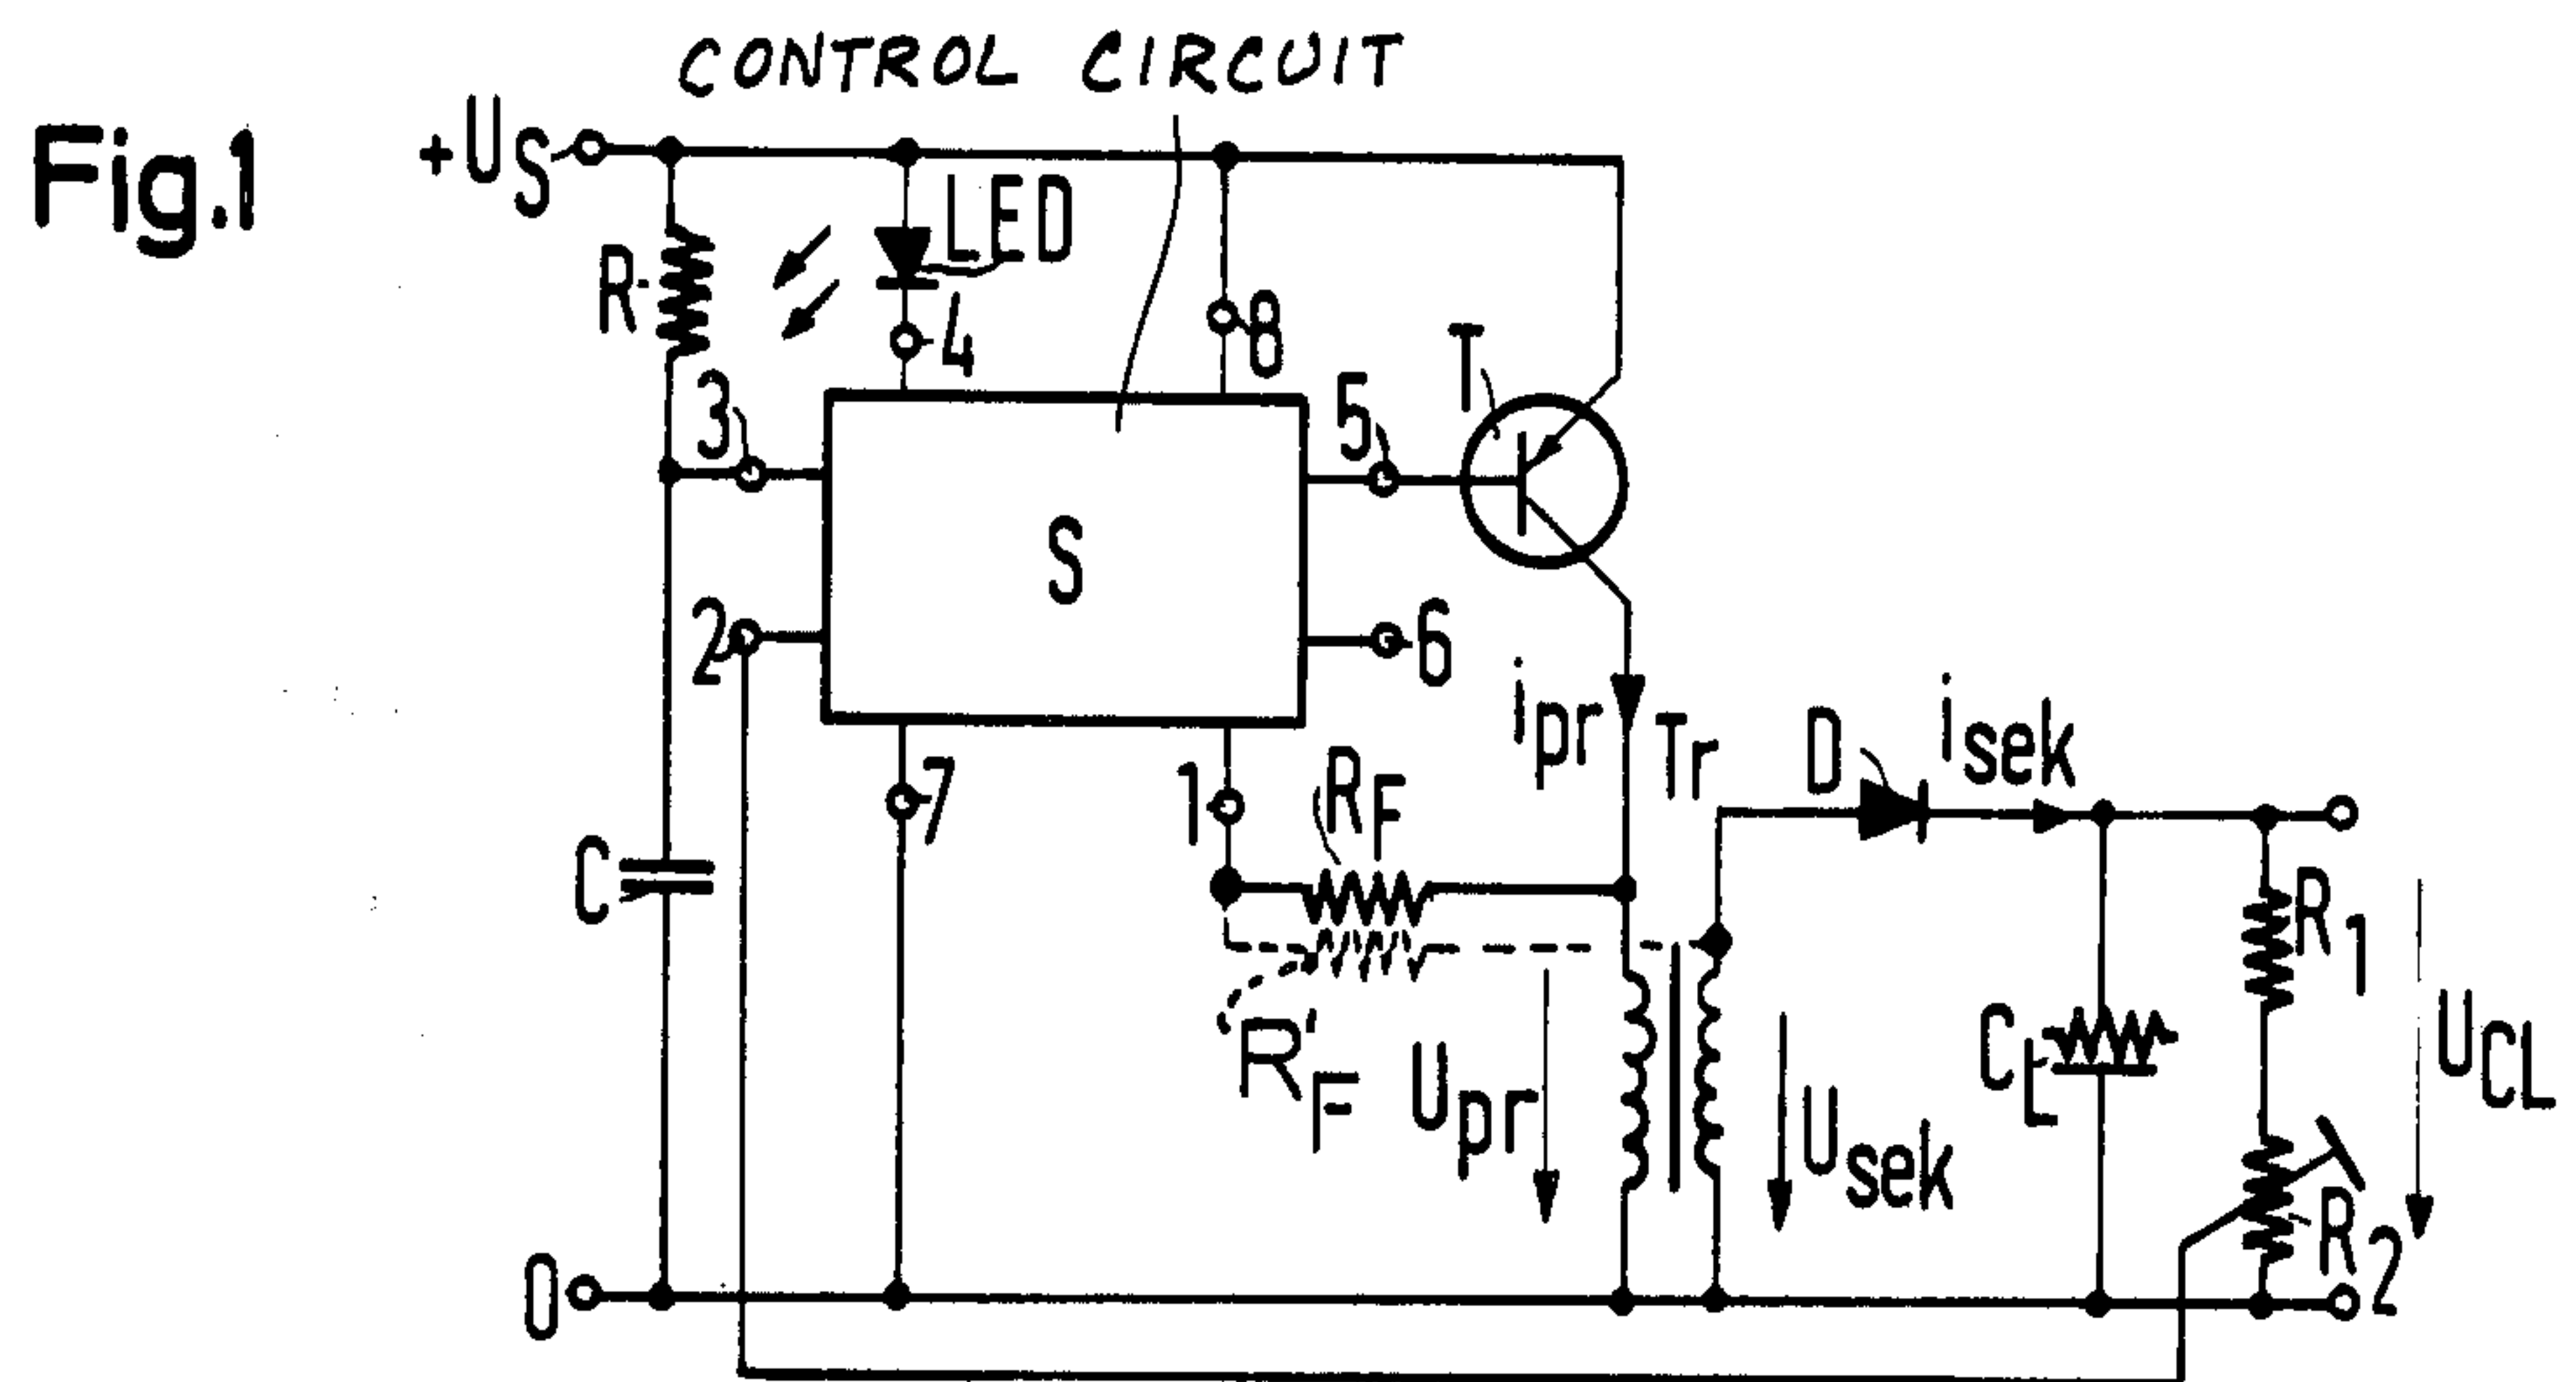 CONTROL CIRCUIT
Fig.1
+US
R
LED
4
8
T
3
5
S
2
6
ipr
Tr
D
isek
7
1
RF
C
R1
R'F
Upr
Usek
CL
UCL
R2
0